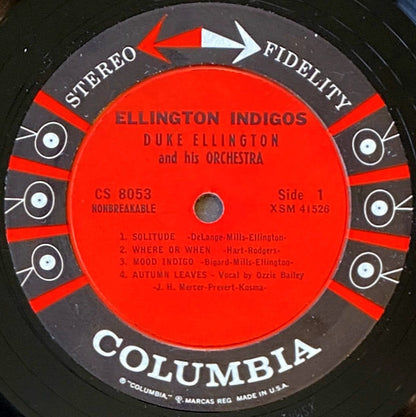 STEREO FIDELITY
ELLINGTON INDIGOS
DUKE ELLINGTON
and his ORCHESTRA
CS 8053
NONBREAKABLE
Side 1
XSM 41526
1. SOLITUDE -DeLange-Mills-Ellington-
2. WHERE OR WHEN -Hart-Rodgers-
3. MOOD INDIGO -Bigard-Mills-Ellington-
4. AUTUMN LEAVES - Vocal by Ozzie Bailey
-J. H. Mercer-Prevert-Kosma-
COLUMBIA
® "COLUMBIA," MARCAS REG. MADE IN U.S.A.